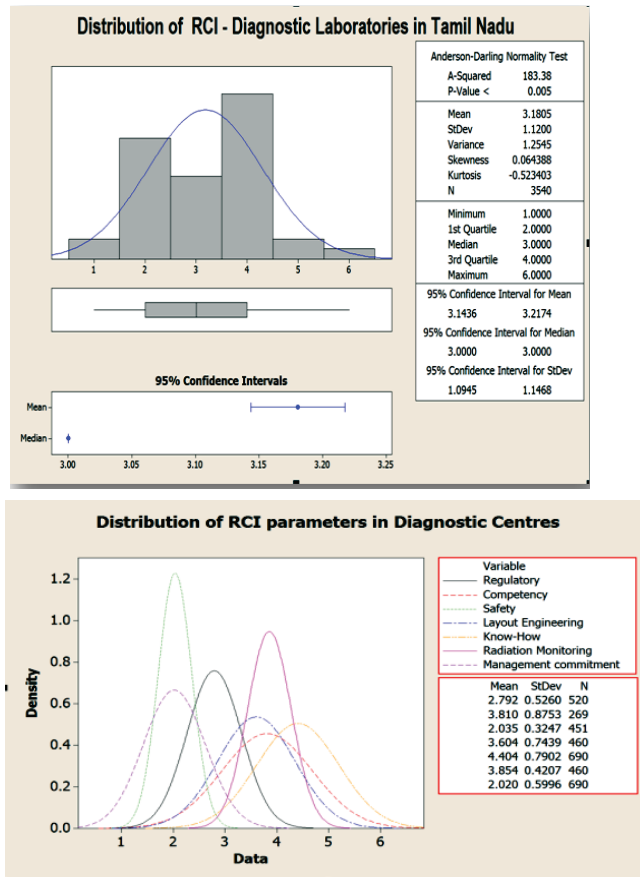 Distribution of RCI - Diagnostic Laboratories in Tamil Nadu
Anderson-Darling Normality Test
A-Squared 183.38
P-Value < 0.005
Mean 3.1805
StDev 1.1200
Variance 1.2545
Skewness 0.064388
Kurtosis -0.523403
N 3540
Minimum 1.0000
1st Quartile 2.0000
Median 3.0000
3rd Quartile 4.0000
Maximum 6.0000
95% Confidence Interval for Mean
3.1436 3.2174
95% Confidence Interval for Median
3.0000 3.0000
95% Confidence Interval for StDev
1.0945 1.1468
1 2 3 4 5 6
95% Confidence Intervals
Mean
Median
3.00 3.05 3.10 3.15 3.20 3.25
Distribution of RCI parameters in Diagnostic Centres
Density
1.2
1.0
0.8
0.6
0.4
0.2
0.0
1 2 3 4 5 6
Data
Variable
Regulatory
Competency
Safety
Layout Engineering
Know-How
Radiation Monitoring
Management commitment
Mean StDev N
2.792 0.5260 520
3.810 0.8753 269
2.035 0.3247 451
3.604 0.7439 460
4.404 0.7902 690
3.854 0.4207 460
2.020 0.5996 690